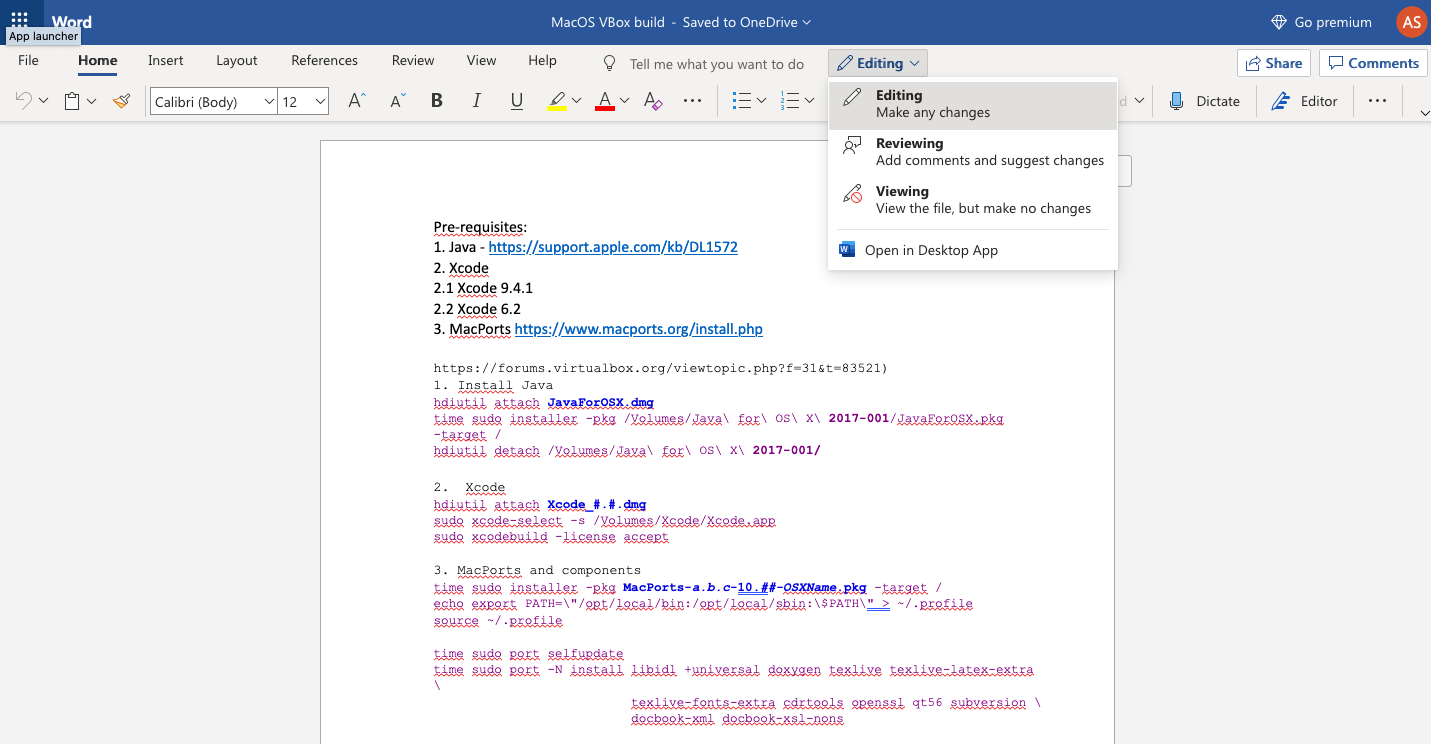 Word
MacOS VBox build - Saved to OneDrive
Go premium
AS
App launcher
File Home Insert Layout References Review View Help Tell me what you want to do Editing Share Comments
Calibri (Body) 12 A A B I U A A Dictate Editor
Editing
Make any changes
Reviewing
Add comments and suggest changes
Viewing
View the file, but make no changes
Open in Desktop App
Pre-requisites:
1. Java - https://support.apple.com/kb/DL1572
2. Xcode
2.1 Xcode 9.4.1
2.2 Xcode 6.2
3. MacPorts https://www.macports.org/install.php
https://forums.virtualbox.org/viewtopic.php?f=31&t=83521)
1. Install Java
hdiutil attach JavaForOSX.dmg
time sudo installer -pkg /Volumes/Java\ for\ OS\ X\ 2017-001/JavaForOSX.pkg
-target /
hdiutil detach /Volumes/Java\ for\ OS\ X\ 2017-001/
2. Xcode
hdiutil attach Xcode_#.#.dmg
sudo xcode-select -s /Volumes/Xcode/Xcode.app
sudo xcodebuild -license accept
3. MacPorts and components
time sudo installer -pkg MacPorts-a.b.c-10.##-OSXName.pkg -target /
echo export PATH=\"/opt/local/bin:/opt/local/sbin:\$PATH\" > ~/.profile
source ~/.profile
time sudo port selfupdate
time sudo port -N install libidl +universal doxygen texlive texlive-latex-extra
\
texlive-fonts-extra cdrtools openssl qt56 subversion \
docbook-xml docbook-xsl-nons